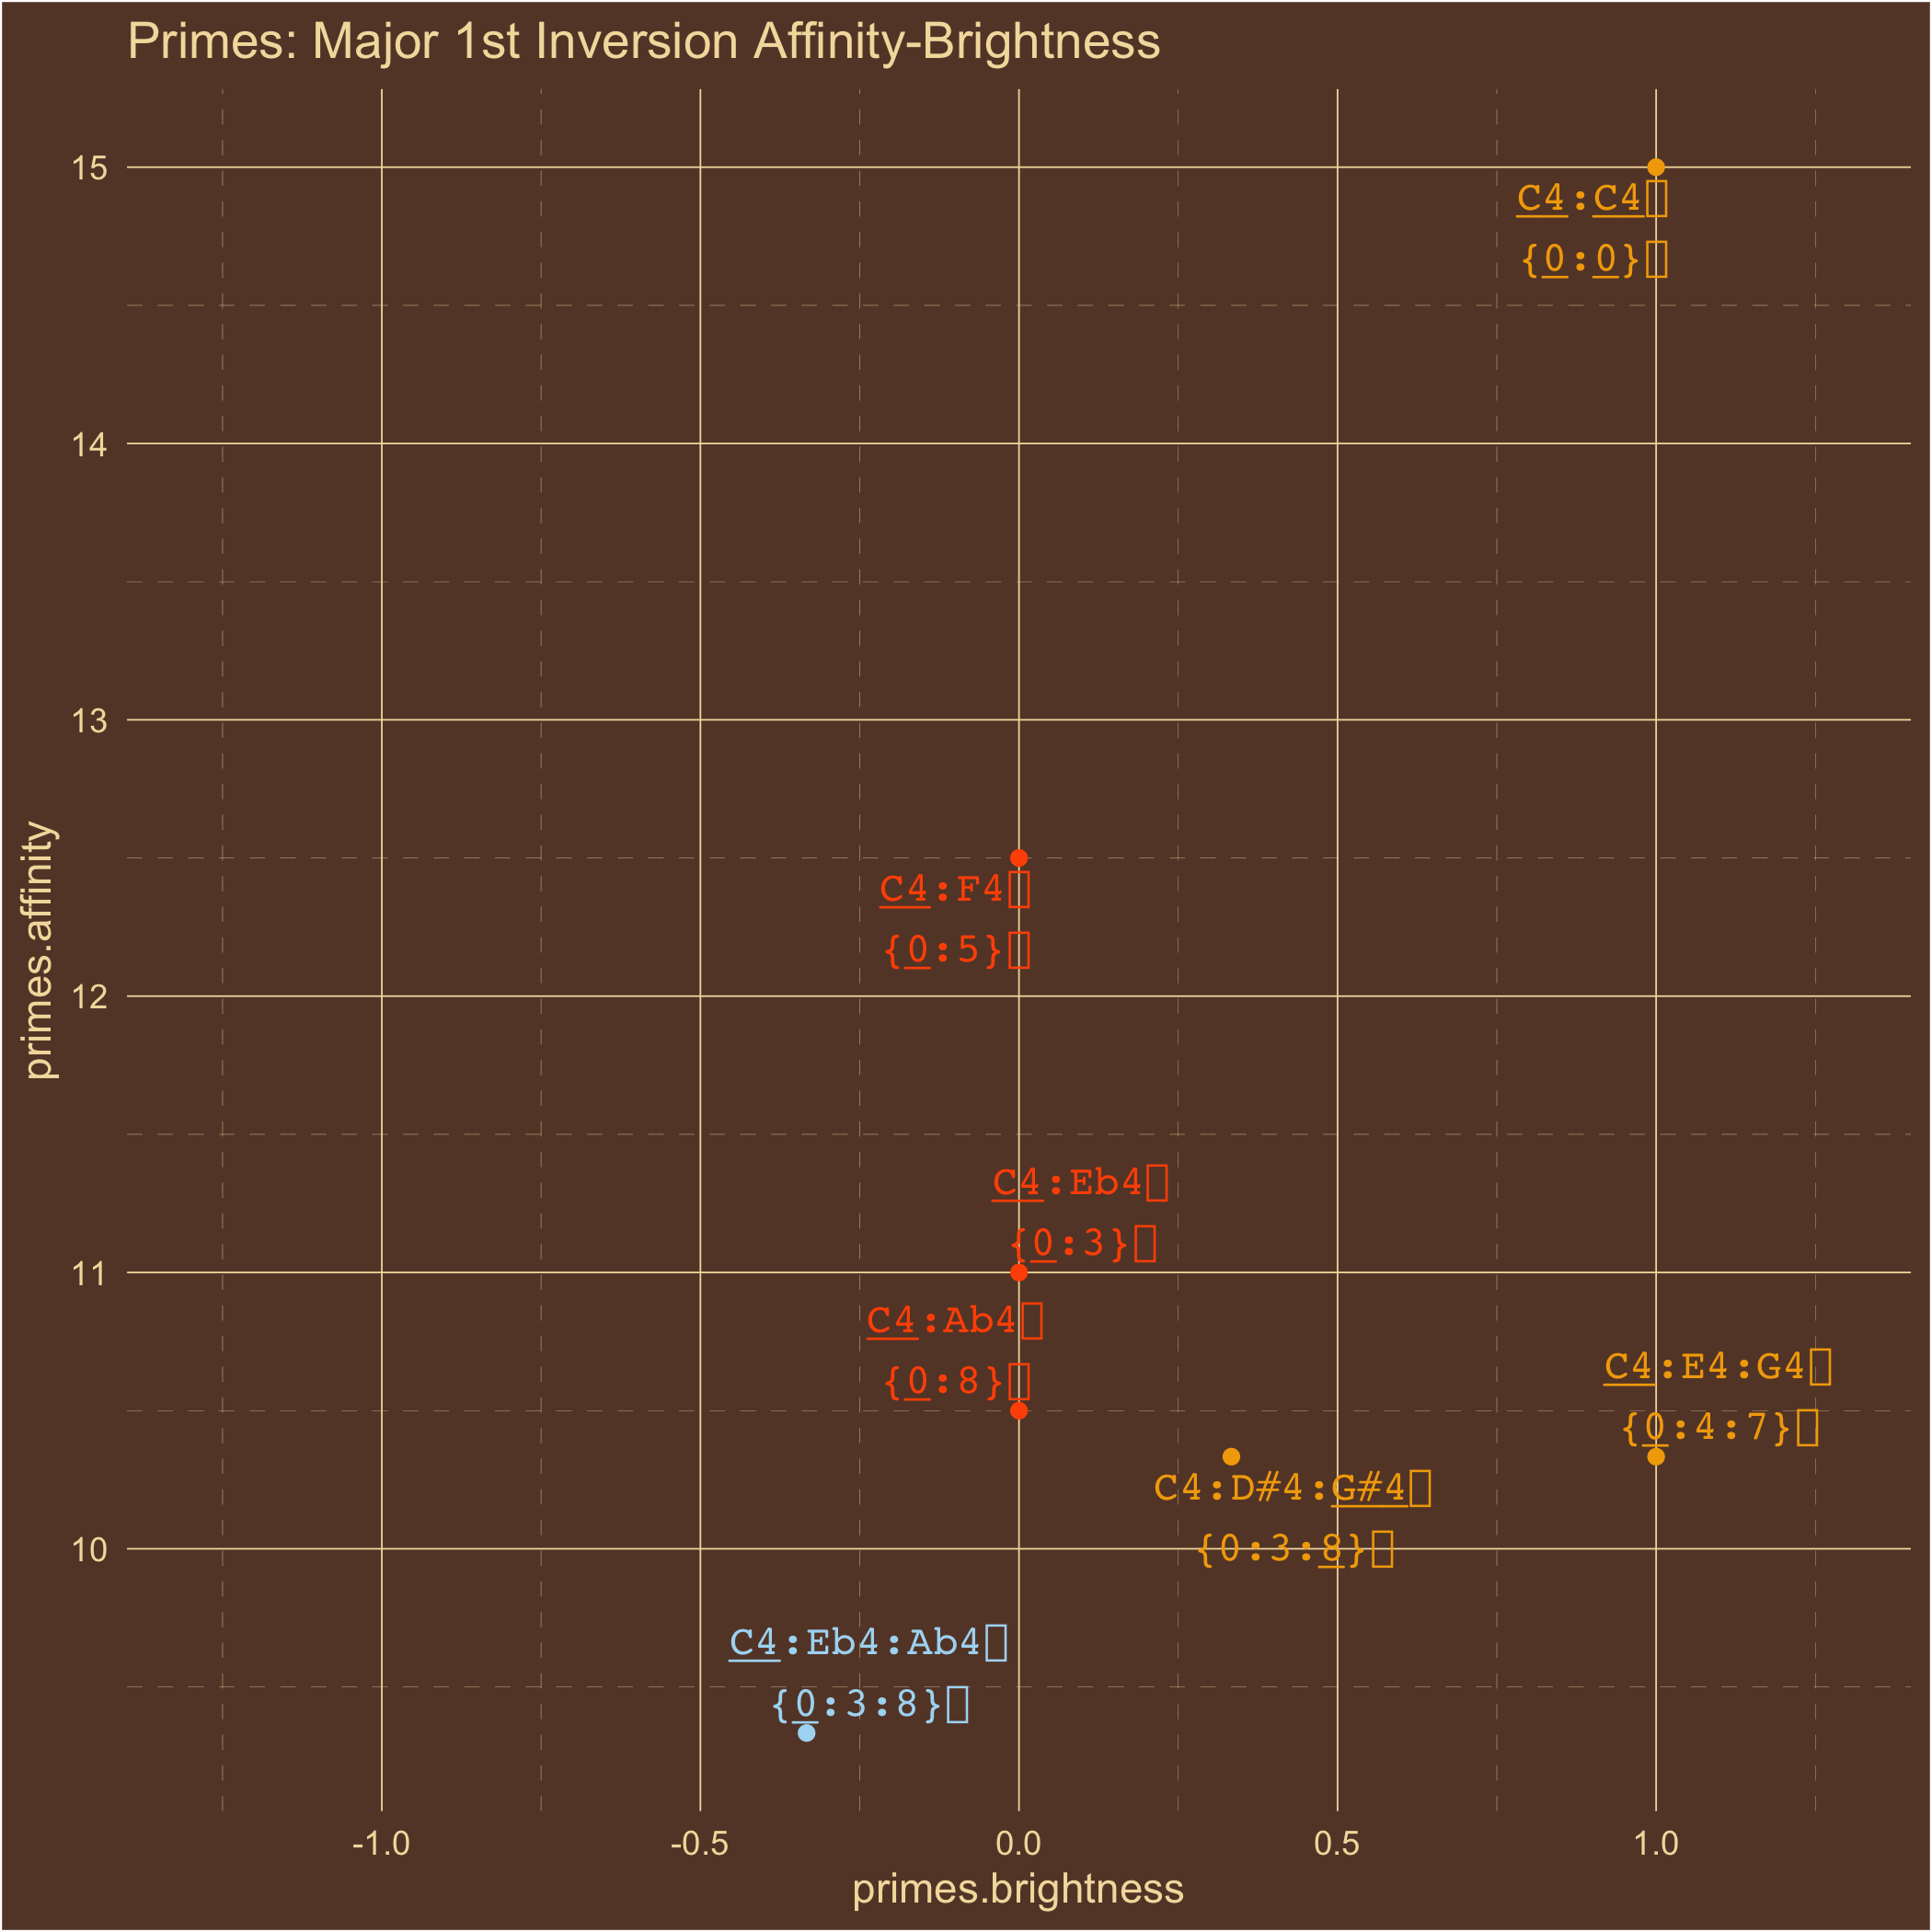 Primes: Major 1st Inversion Affinity-Brightness
15
C4:C4
{0:0}
14
13
C4:F4
{0:5}
12
C4:Eb4
{0:3}
11
C4:Ab4
{0:8}
C4:E4:G4
{0:4:7}
C4:D#4:G#4
{0:3:8}
10
C4:Eb4:Ab4
{0:3:8}
primes.affinity
-1.0 -0.5 0.0 0.5 1.0
primes.brightness